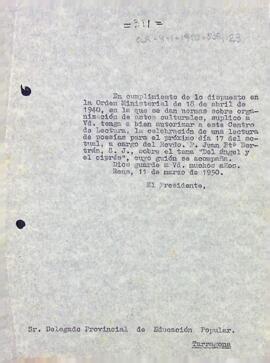 = 311 =
En cumplimiento de lo dispuesto en
la Orden Ministerial de 18 de abril de
1940, en la que se dan normas sobre orga-
nización de actos culturales, suplico a
Vd. tenga a bien autorizar a este Centro
de Lectura, la celebración de una lectura
de poesías para el próximo día 17 del ac-
tual, a cargo del Revdo. P. Juan Bta Ber-
trán, S. J., sobre el tema "Del ángel y
el ciprés", cuyo guión se acompaña.
Dios guarde a Vd. muchos años.
Reus, 11 de marzo de 1950.
El Presidente,
Sr. Delegado Provincial de Educación Popular.
Tarragona